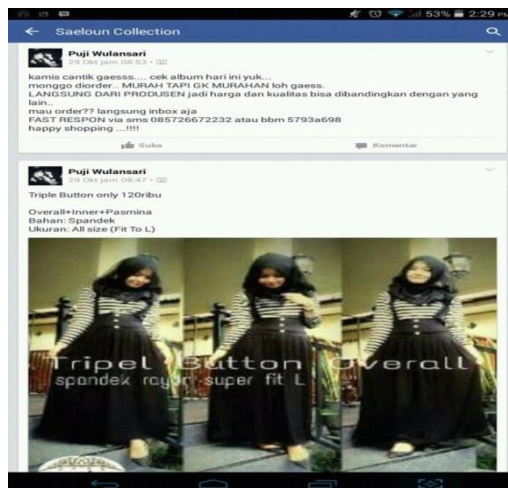 53% 2:29 PM
Saeloun Collection
Puji Wulansari
29 Okt jam 08:53
kamis cantik gaesss.... cek album hari ini yuk...
monggo diorder.. MURAH TAPI GK MURAHAN loh gaess.
LANGSUNG DARI PRODUSEN jadi harga dan kualitas bisa dibandingkan dengan yang
lain..
mau order?? langsung inbox aja
FAST RESPON via sms 085726672232 atau bbm 5793a698
happy shopping ...!!!!
Suka Komentar
Puji Wulansari
29 Okt jam 08:47
Triple Button only 120ribu
Overall+Inner+Pasmina
Bahan: Spandek
Ukuran: All size (Fit To L)
Tripel Button Overall
spandek rayon super fit L